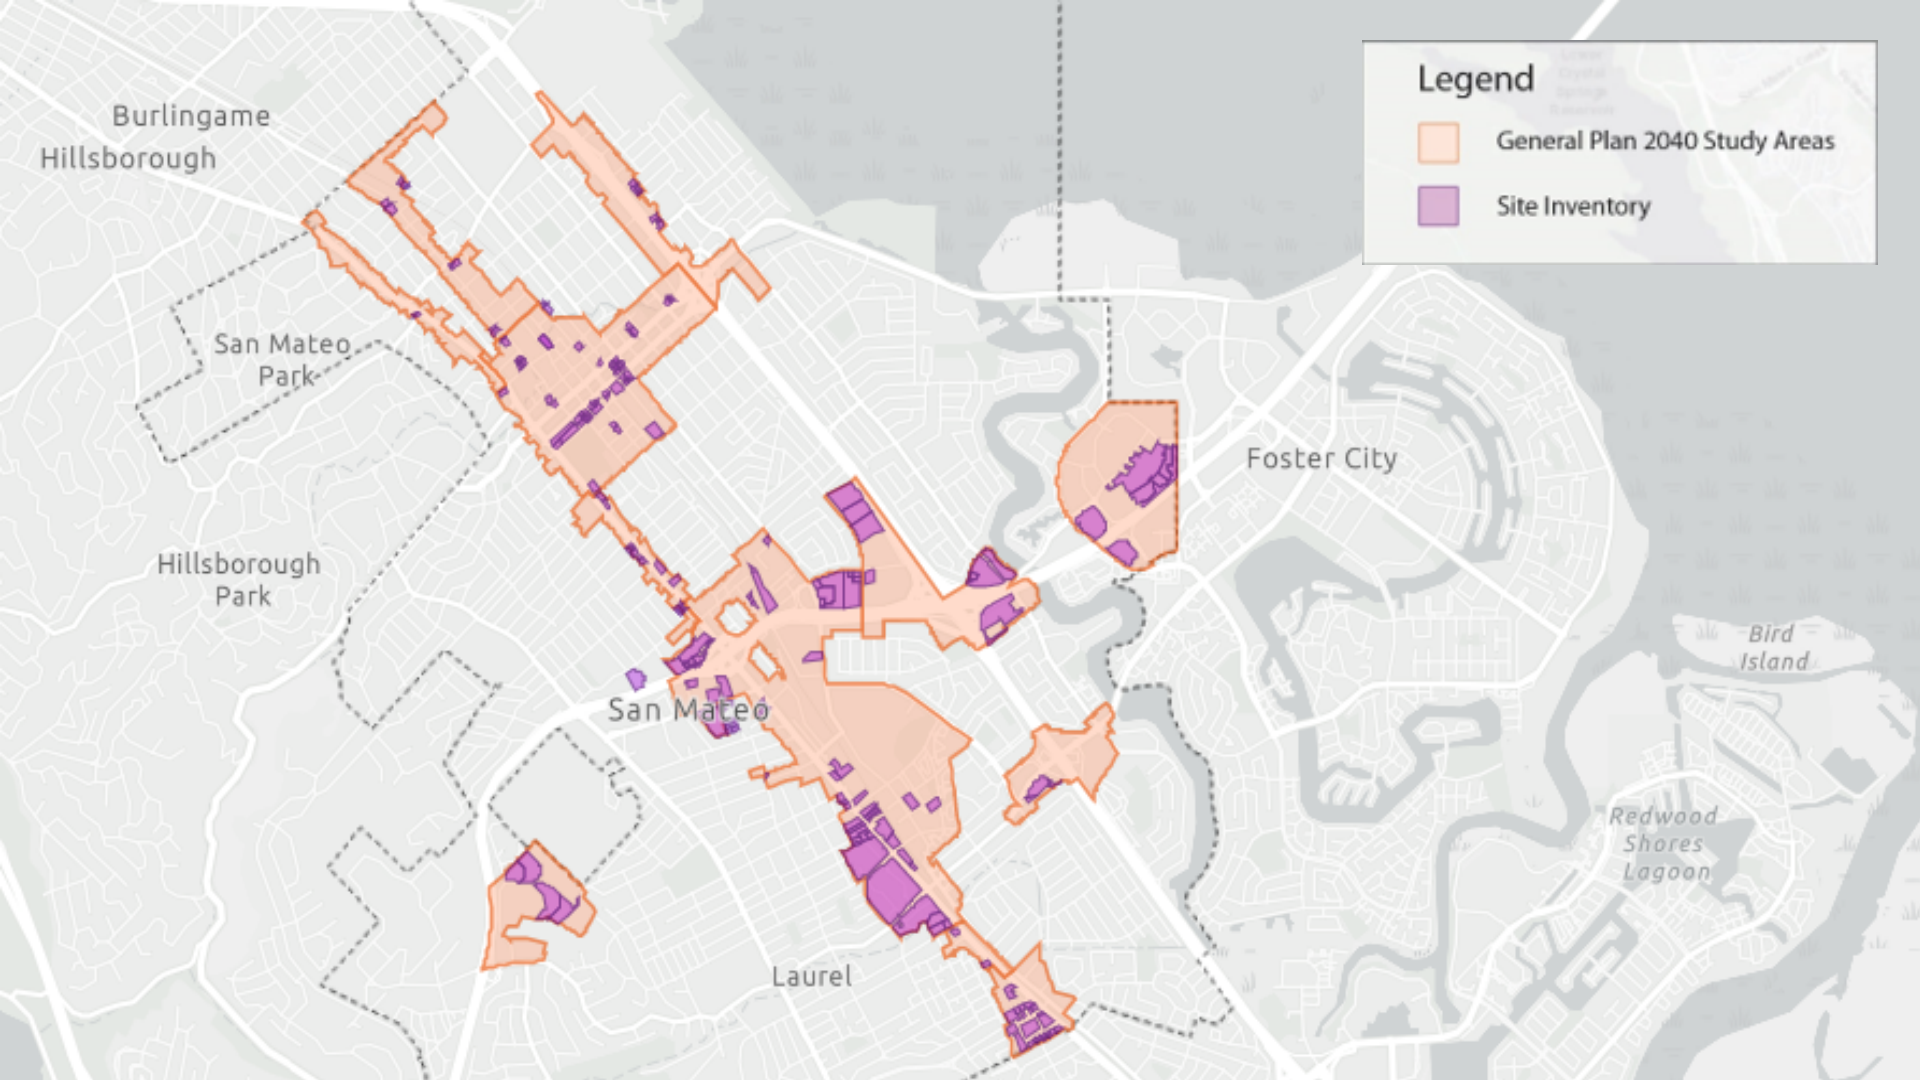 Legend
General Plan 2040 Study Areas
Site Inventory
Burlingame
Hillsborough
San Mateo
Park
Foster City
Hillsborough
Park
Bird
Island
San Mateo
Redwood
Shores
Lagoon
Laurel